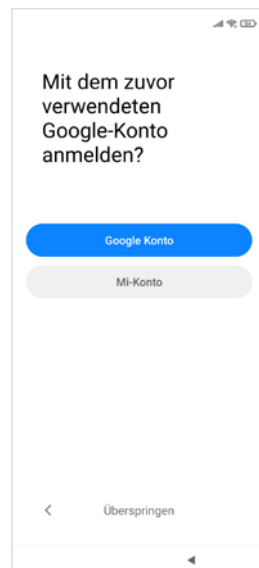 Mit dem zuvor
verwendeten
Google-Konto
anmelden?
Google Konto
Mi-Konto
Überspringen